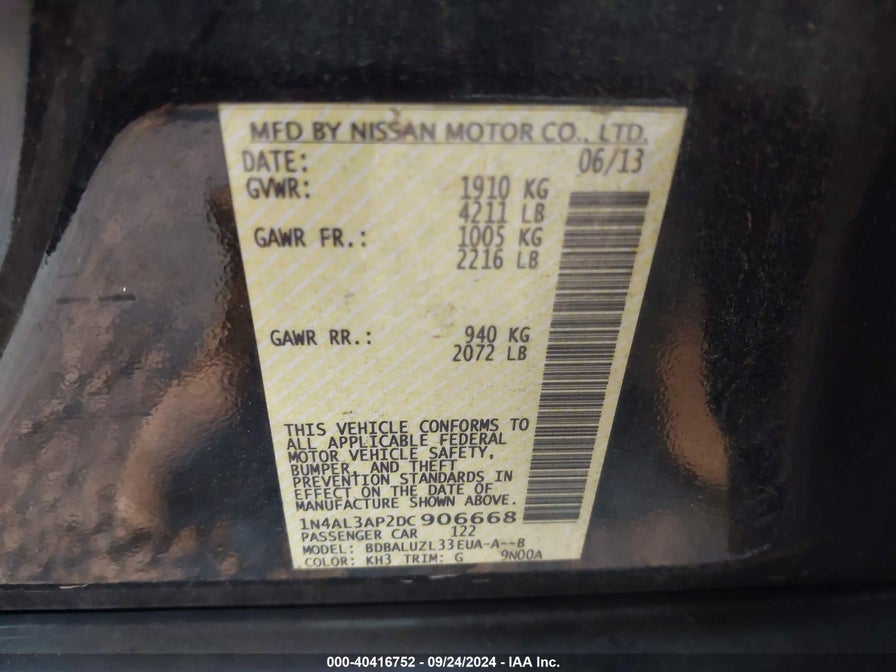 MFD BY NISSAN MOTOR CO., LTD.
DATE: 06/13
GVWR: 1910 KG
4211 LB
GAWR FR.: 1005 KG
2216 LB
GAWR RR.: 940 KG
2072 LB
THIS VEHICLE CONFORMS TO
ALL APPLICABLE FEDERAL
MOTOR VEHICLE SAFETY,
BUMPER, AND THEFT
PREVENTION STANDARDS IN
EFFECT ON THE DATE OF
MANUFACTURE SHOWN ABOVE.
1N4AL3AP2DC906668
PASSENGER CAR 122
MODEL: BDBALUZL33EUA-A--B
COLOR: KH3 TRIM: G 9N00A
000-40416752 - 09/24/2024 - IAA Inc.